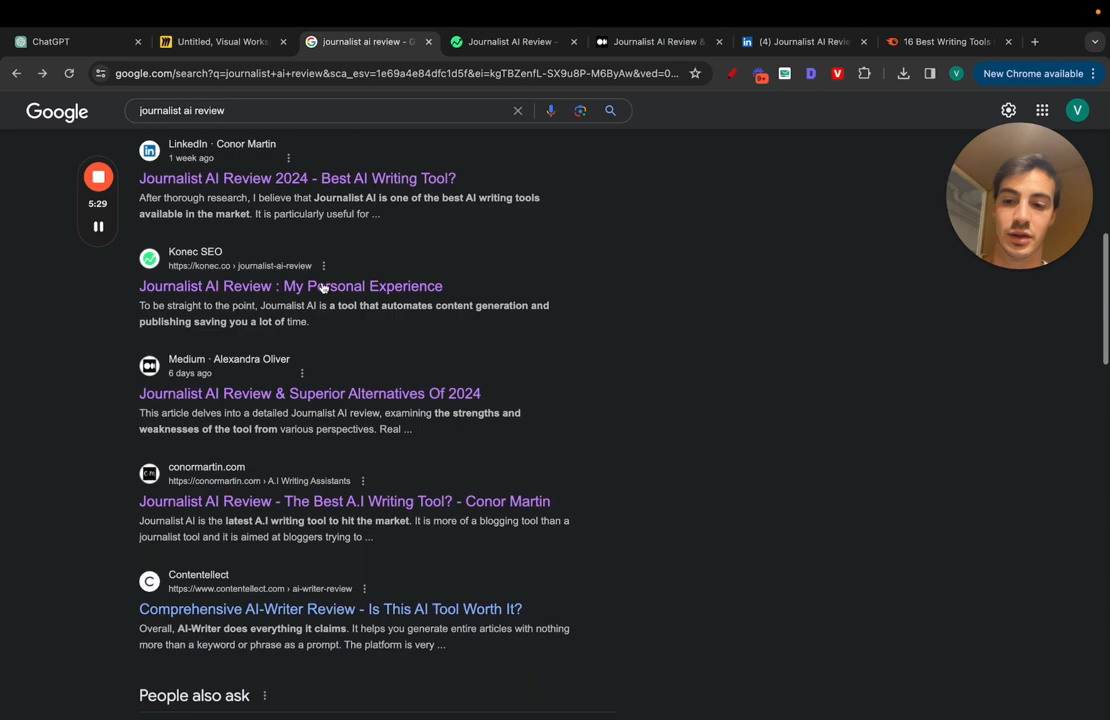 ChatGPT
Untitled, Visual Works
journalist ai review - G
Journalist AI Review -
Journalist AI Review &
(4) Journalist AI Revie
16 Best Writing Tools
google.com/search?q=journalist+ai+review&sca_esv=1e69a4e84dfc1d5f&ei=kgTBZenfL-SX9u8P-M6ByAw&ved=0...
9+
New Chrome available
V
Google
journalist ai review
V
LinkedIn · Conor Martin
1 week ago
Journalist AI Review 2024 - Best AI Writing Tool?
After thorough research, I believe that Journalist AI is one of the best AI writing tools
available in the market. It is particularly useful for ...
5:29
Konec SEO
https://konec.co › journalist-ai-review
Journalist AI Review : My Personal Experience
To be straight to the point, Journalist AI is a tool that automates content generation and
publishing saving you a lot of time.
Medium · Alexandra Oliver
6 days ago
Journalist AI Review & Superior Alternatives Of 2024
This article delves into a detailed Journalist AI review, examining the strengths and
weaknesses of the tool from various perspectives. Real ...
conormartin.com
https://conormartin.com › A.I Writing Assistants
Journalist AI Review - The Best A.I Writing Tool? - Conor Martin
Journalist AI is the latest A.I writing tool to hit the market. It is more of a blogging tool than a
journalist tool and it is aimed at bloggers trying to ...
Contentellect
https://www.contentellect.com › ai-writer-review
Comprehensive AI-Writer Review - Is This AI Tool Worth It?
Overall, AI-Writer does everything it claims. It helps you generate entire articles with nothing
more than a keyword or phrase as a prompt. The platform is very ...
People also ask